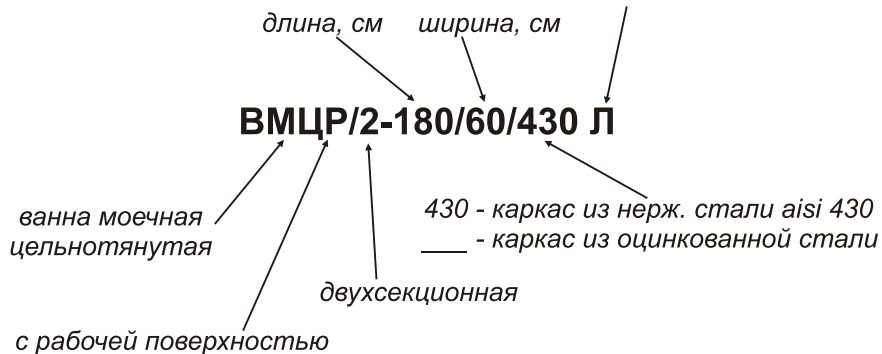 длина, см ширина, см
ВМЦР/2-180/60/430 Л
ванна моечная
цельнотянутая
430 - каркас из нерж. стали aisi 430
___ - каркас из оцинкованной стали
двухсекционная
с рабочей поверхностью